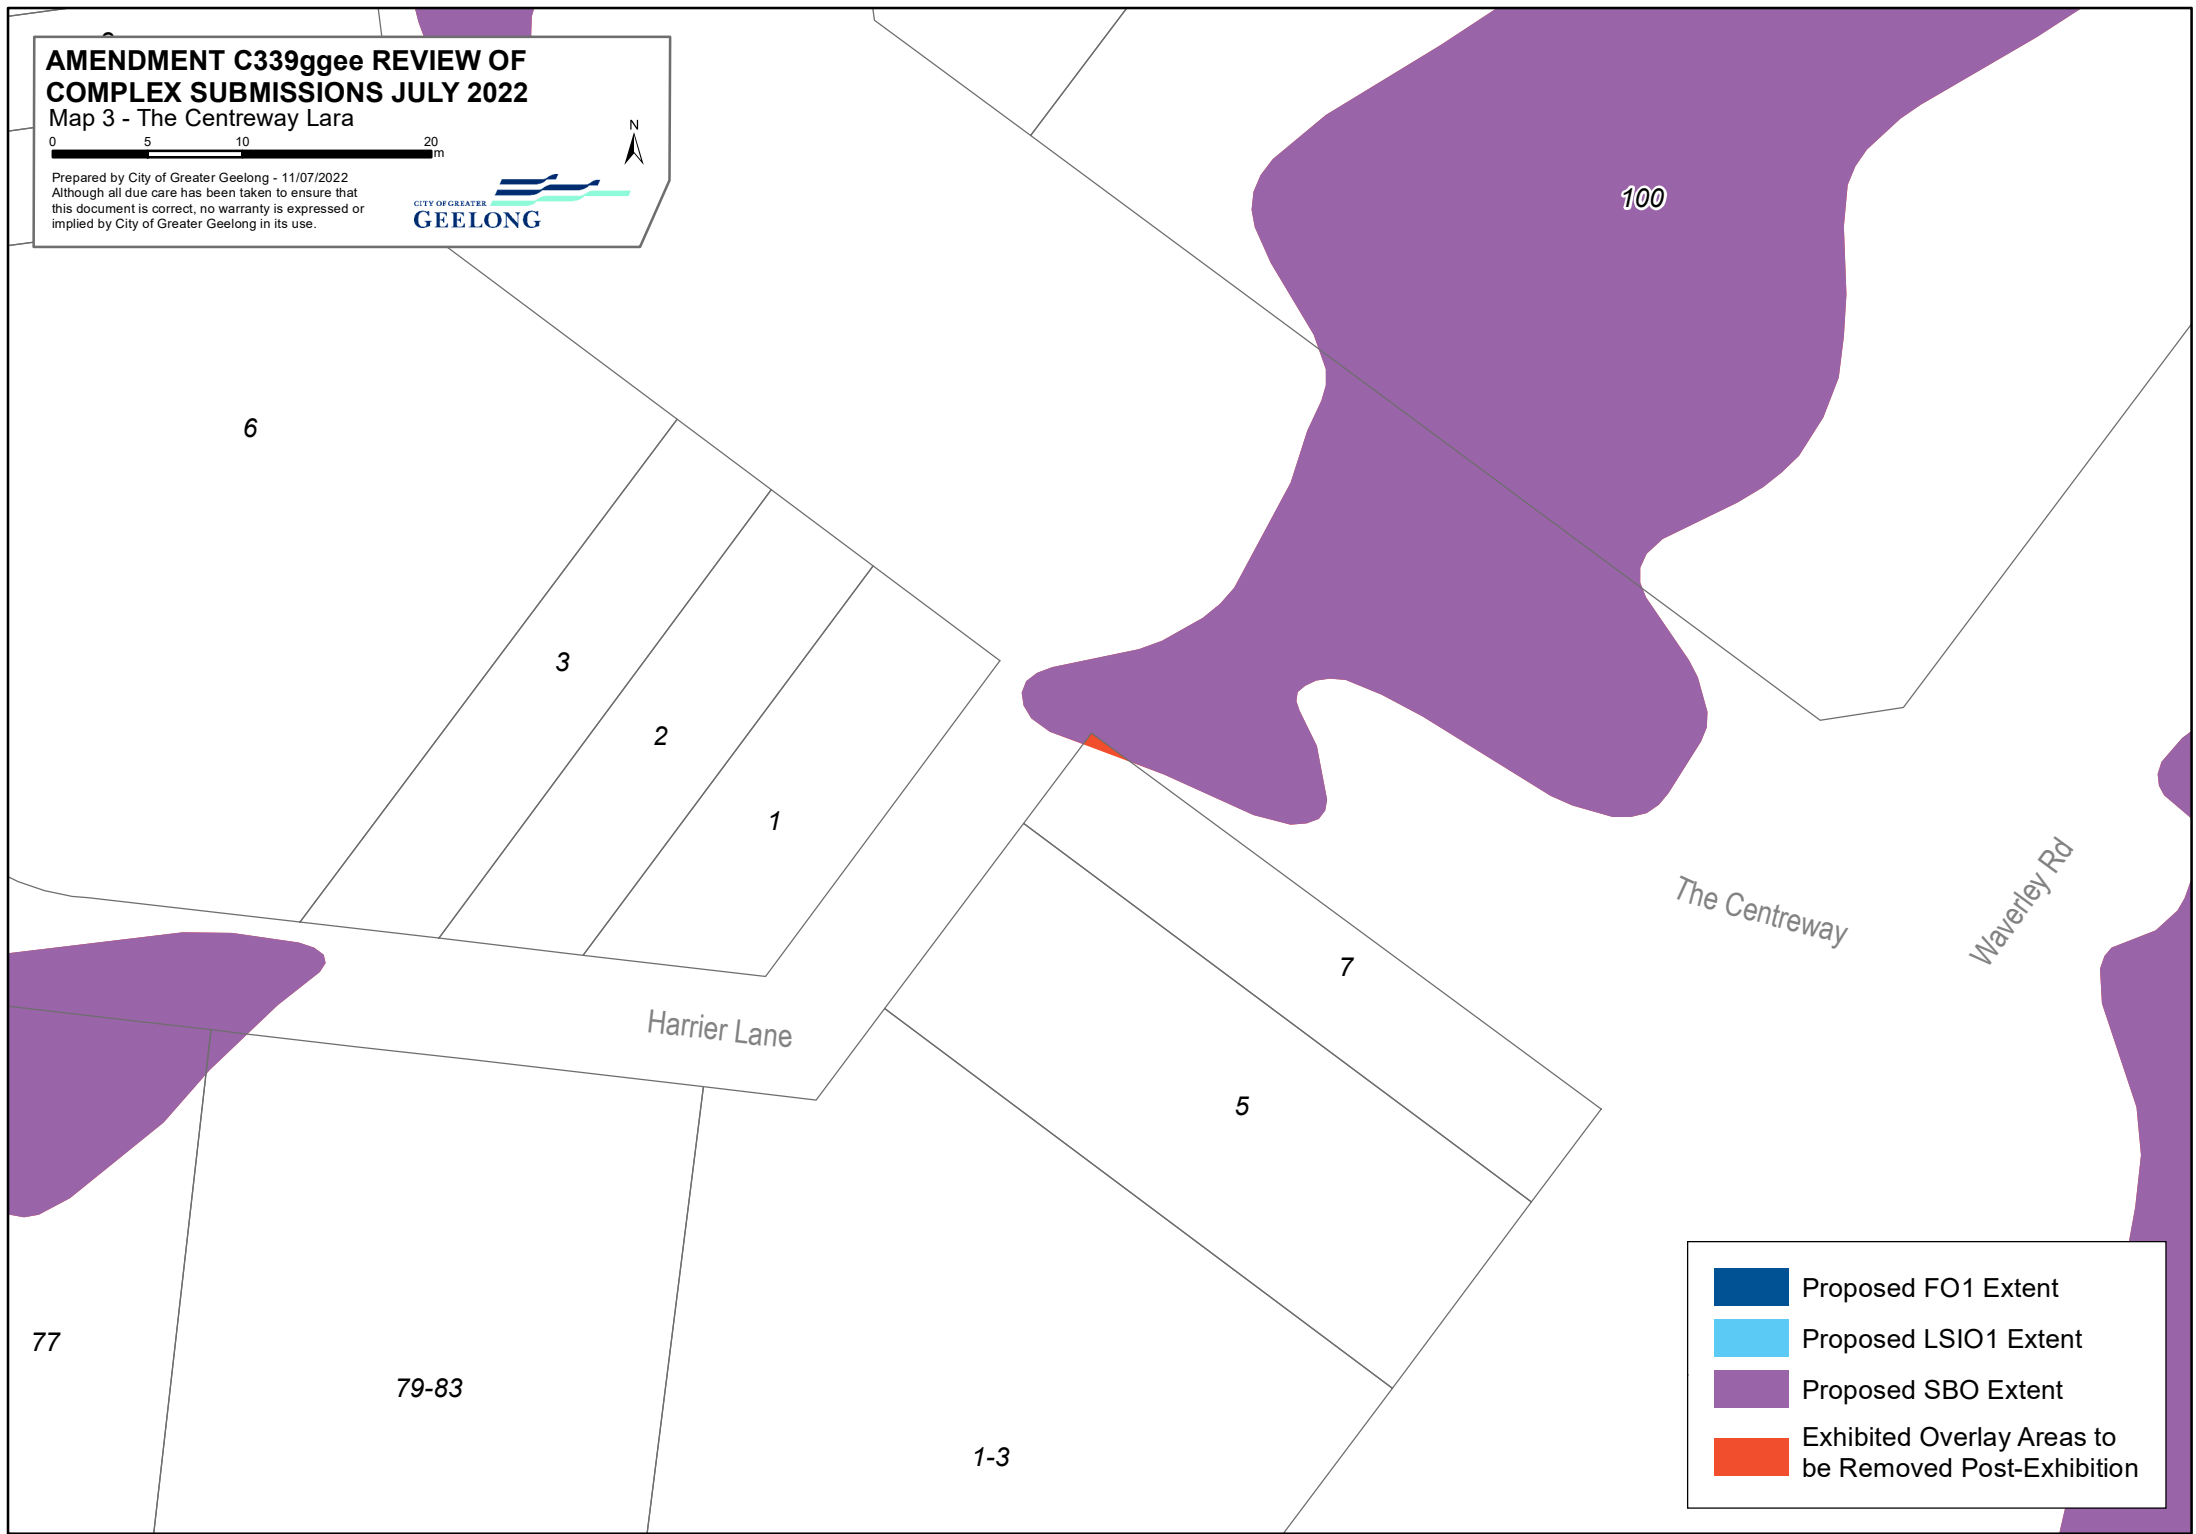 AMENDMENT C339ggee REVIEW OF
COMPLEX SUBMISSIONS JULY 2022
Map 3 - The Centreway Lara
0 5 10 20
m
N
Prepared by City of Greater Geelong - 11/07/2022
Although all due care has been taken to ensure that
this document is correct, no warranty is expressed or
implied by City of Greater Geelong in its use.
CITY OF GREATER
GEELONG
100
6
3
2
1
7
5
The Centreway
Waverley Rd
Harrier Lane
77
79-83
1-3
Proposed FO1 Extent
Proposed LSIO1 Extent
Proposed SBO Extent
Exhibited Overlay Areas to
be Removed Post-Exhibition